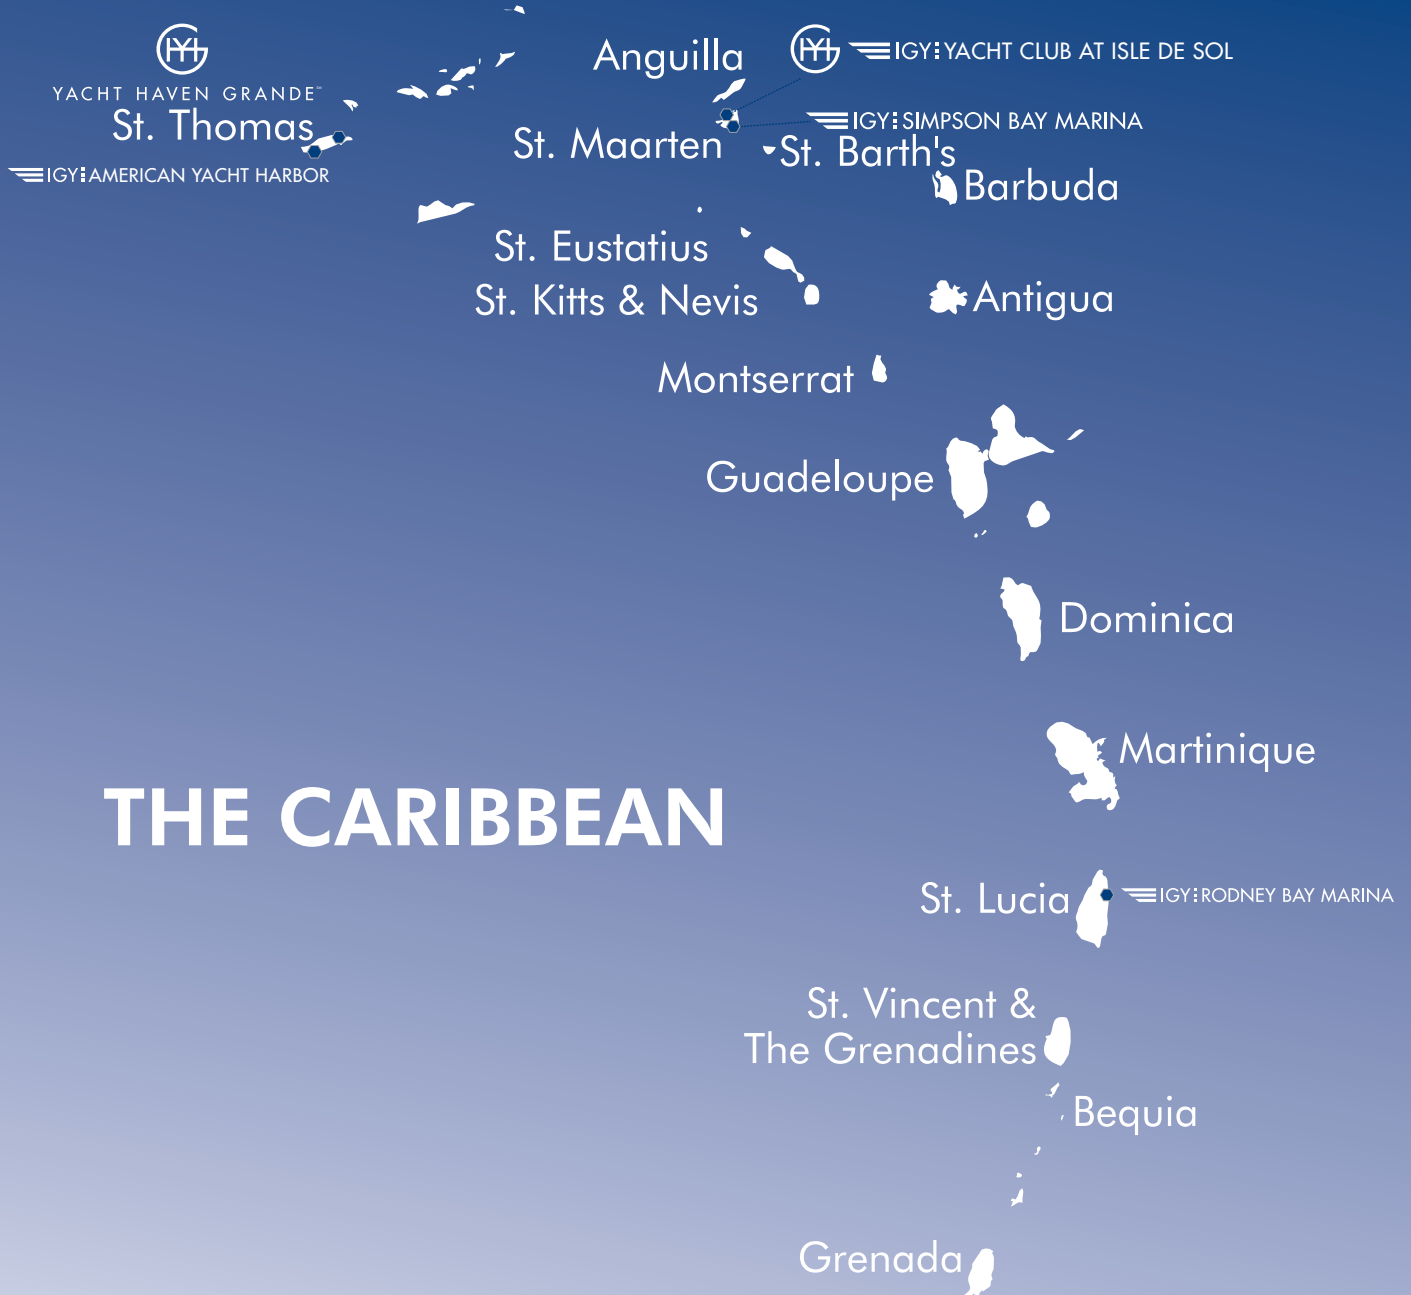 Anguilla
IYH
IGY YACHT CLUB AT ISLE DE SOL
IYH
YACHT HAVEN GRANDE
St. Thomas
IGY AMERICAN YACHT HARBOR
IGY SIMPSON BAY MARINA
St. Maarten
St. Barth's
Barbuda
St. Eustatius
St. Kitts & Nevis
Antigua
Montserrat
Guadeloupe
Dominica
Martinique
THE CARIBBEAN
St. Lucia
IGY RODNEY BAY MARINA
St. Vincent &
The Grenadines
Bequia
Grenada